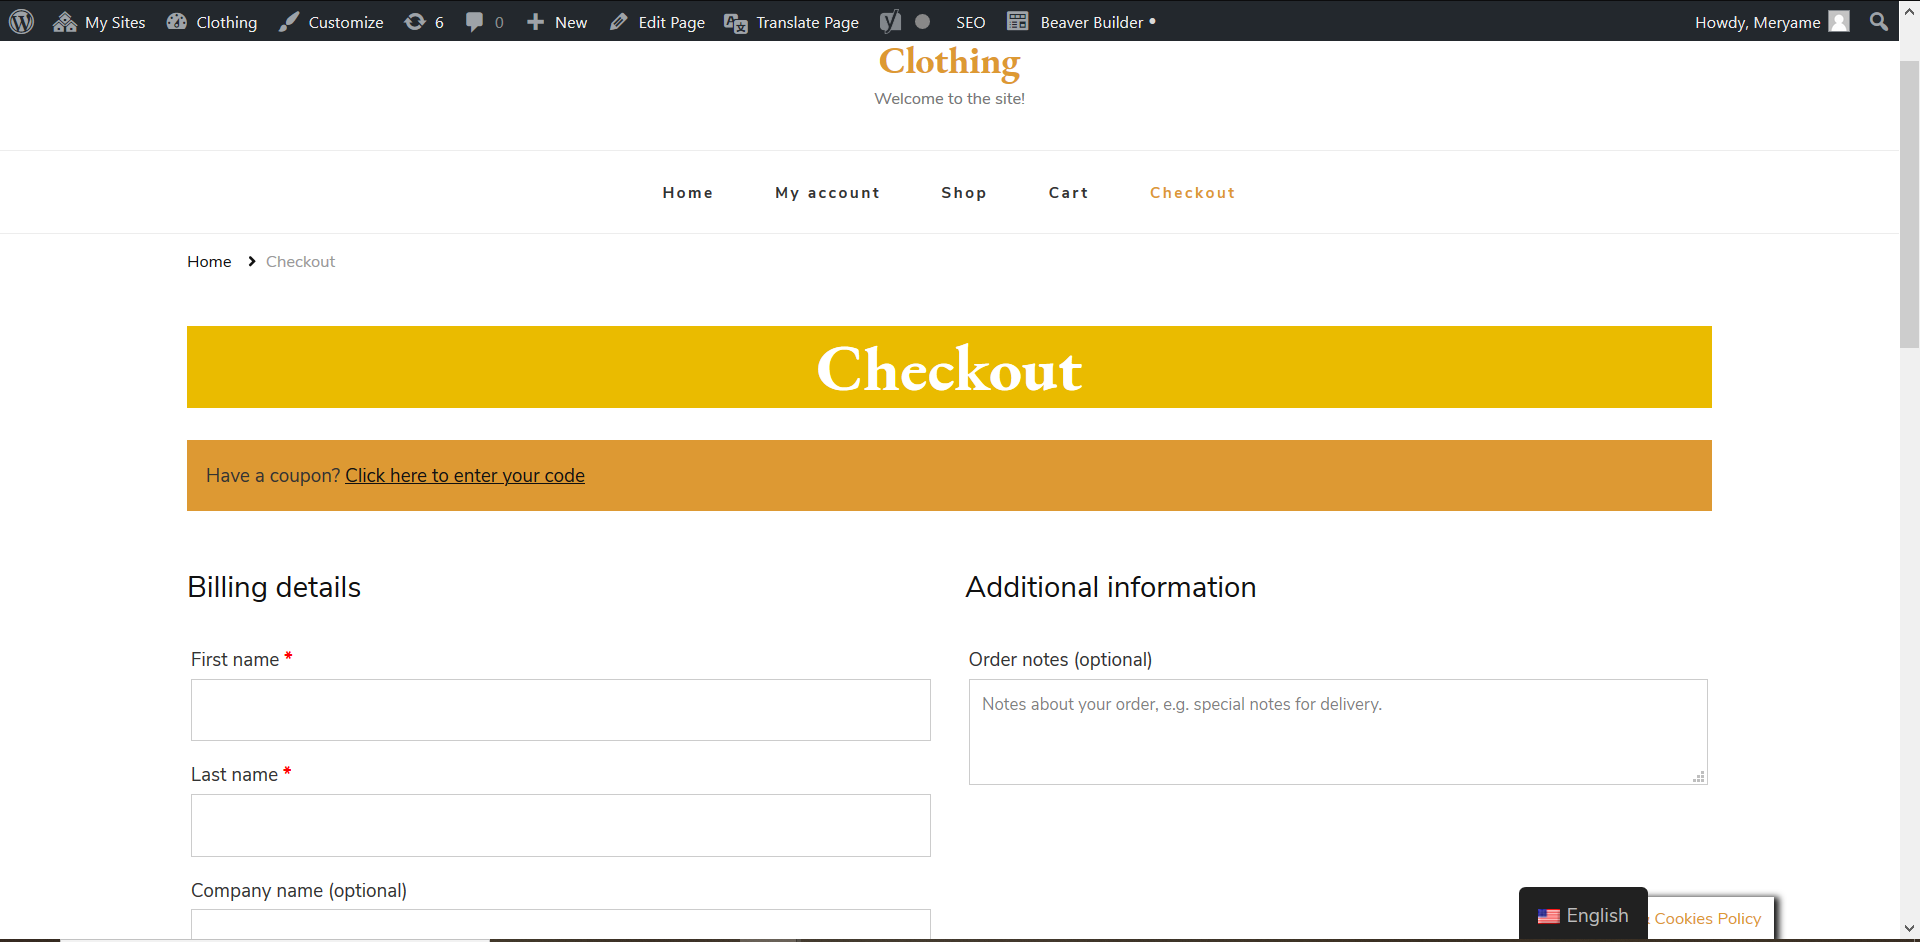 My Sites Clothing Customize 6 0 New Edit Page Translate Page SEO Beaver Builder • Howdy, Meryame
Clothing
Welcome to the site!
Home My account Shop Cart Checkout
Home Checkout
Checkout
Have a coupon? Click here to enter your code
Billing details
Additional information
First name *
Order notes (optional)
Notes about your order, e.g. special notes for delivery.
Last name *
Company name (optional)
English
Cookies Policy